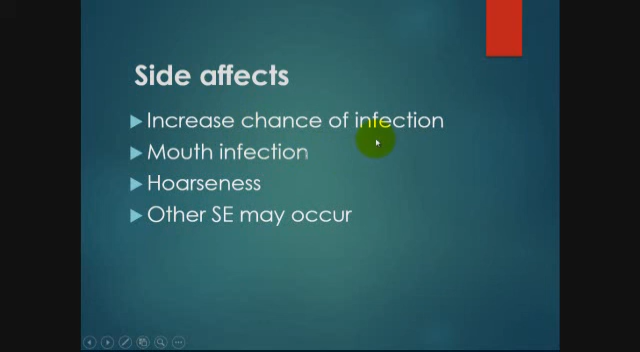 Side affects
Increase chance of infection
Mouth infection
Hoarseness
Other SE may occur